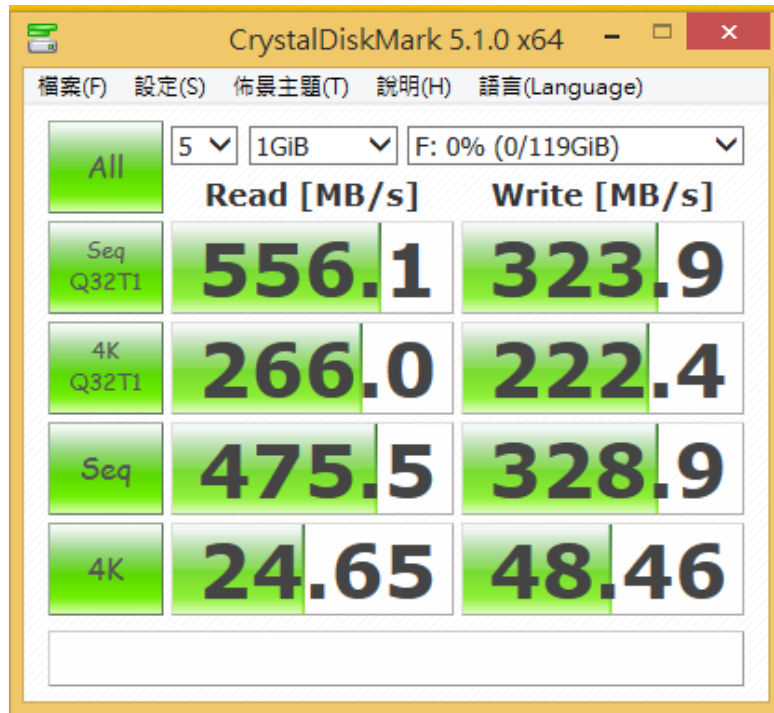 CrystalDiskMark 5.1.0 x64
檔案(F) 設定(S) 佈景主題(T) 說明(H) 語言(Language)
All 5 1GiB F: 0% (0/119GiB)
Read [MB/s] Write [MB/s]
Seq Q32T1 556.1 323.9
4K Q32T1 266.0 222.4
Seq 475.5 328.9
4K 24.65 48.46